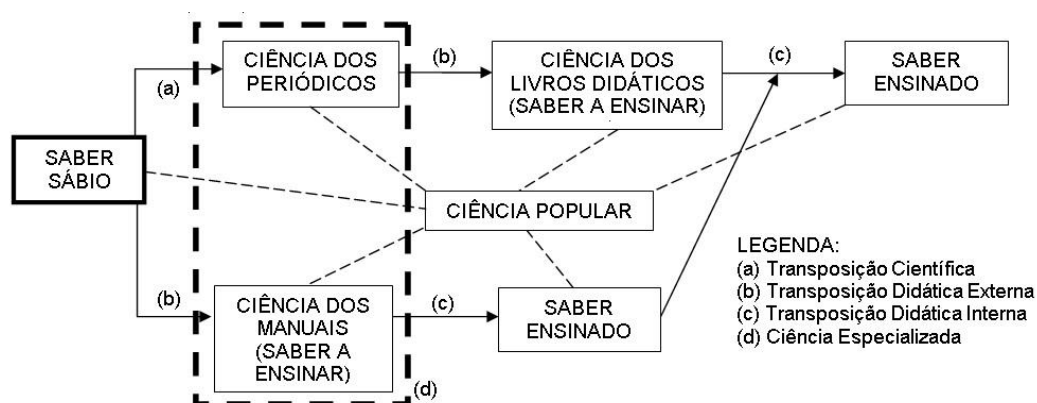 CIÊNCIA DOS
PERIÓDICOS
(b)
CIÊNCIA DOS
LIVROS DIDÁTICOS
(SABER A ENSINAR)
(c)
SABER
ENSINADO
(a)
SABER
SÁBIO
CIÊNCIA POPULAR
(b)
CIÊNCIA DOS
MANUAIS
(SABER A
ENSINAR)
(c)
SABER
ENSINADO
(d)
LEGENDA:
(a) Transposição Científica
(b) Transposição Didática Externa
(c) Transposição Didática Interna
(d) Ciência Especializada